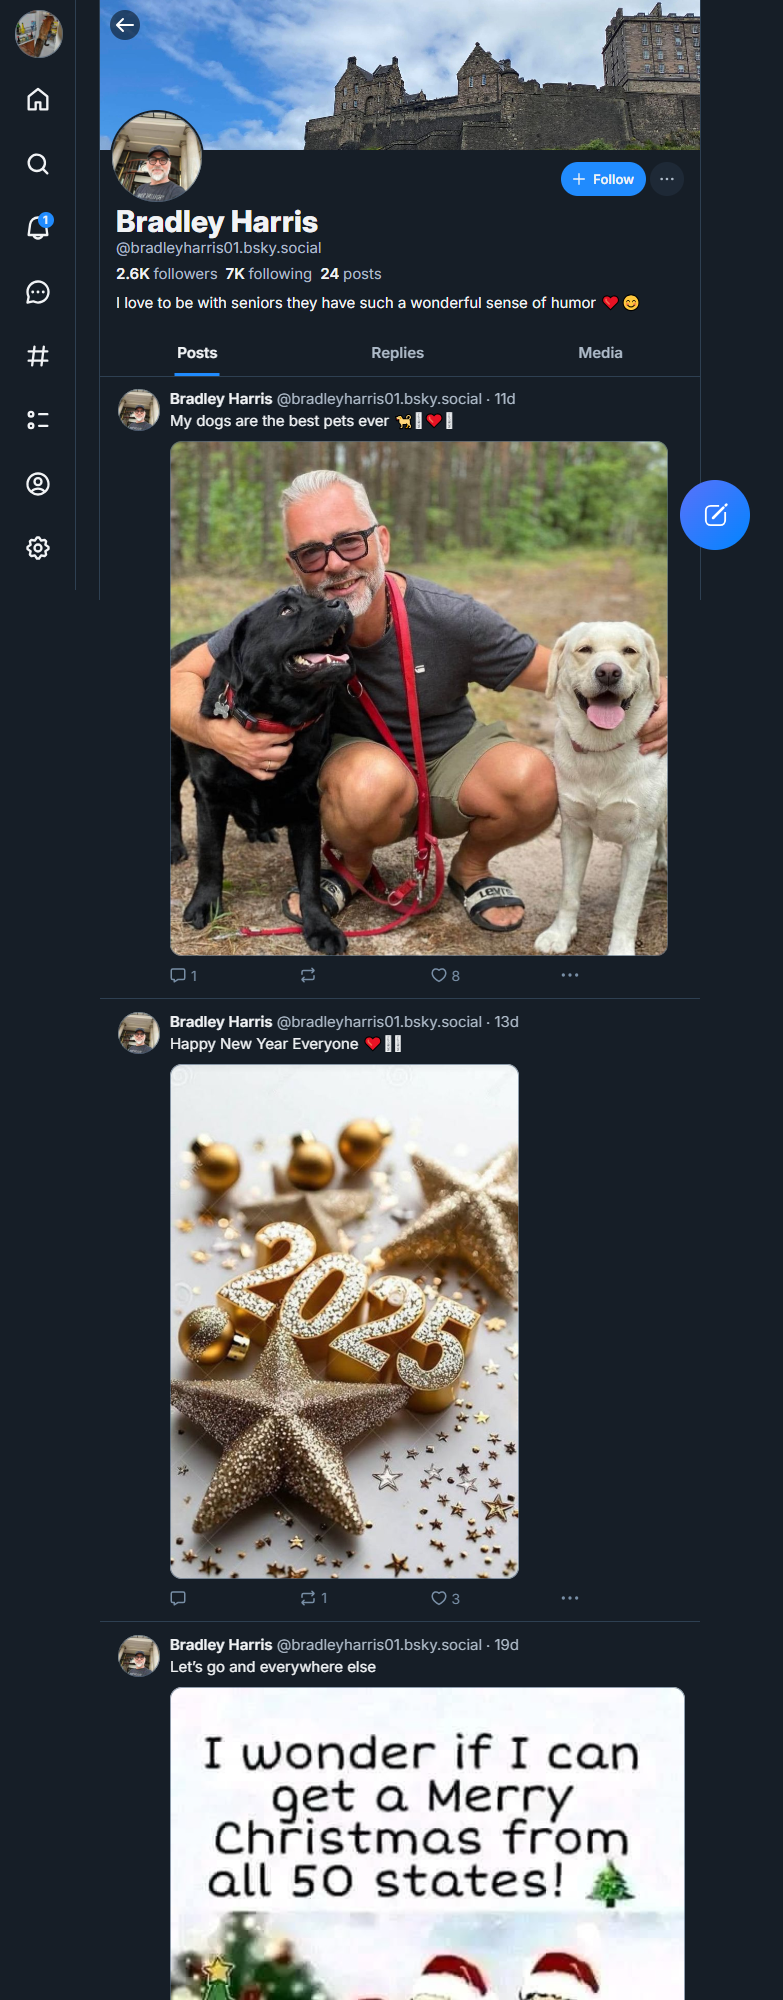 1
+ Follow
Bradley Harris
@bradleyharris01.bsky.social
2.6K followers 7K following 24 posts
I love to be with seniors they have such a wonderful sense of humor ❤️😊
Posts Replies Media
Bradley Harris @bradleyharris01.bsky.social · 11d
My dogs are the best pets ever 🐕❤️
LEVI'S
1 8
Bradley Harris @bradleyharris01.bsky.social · 13d
Happy New Year Everyone ❤️
2025
1 3
Bradley Harris @bradleyharris01.bsky.social · 19d
Let's go and everywhere else
I wonder if I can
get a Merry
Christmas from
all 50 states! 🎄